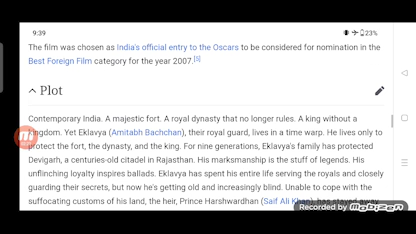 9:39
23%
The film was chosen as India's official entry to the Oscars to be considered for nomination in the
Best Foreign Film category for the year 2007.[5]
Plot
Contemporary India. A majestic fort. A royal dynasty that no longer rules. A king without a
kingdom. Yet Eklavya (Amitabh Bachchan), their royal guard, lives in a time warp. He lives only to
protect the fort, the dynasty, and the king. For nine generations, Eklavya's family has protected
Devigarh, a centuries-old citadel in Rajasthan. His marksmanship is the stuff of legends. His
unflinching loyalty inspires ballads. Eklavya has spent his entire life serving the royals and closely
guarding their secrets, but now he's getting old and increasingly blind. Unable to cope with the
suffocating customs of his land, the heir, Prince Harshwardhan (Saif Ali Khan), has stayed away
Recorded by Mobizen